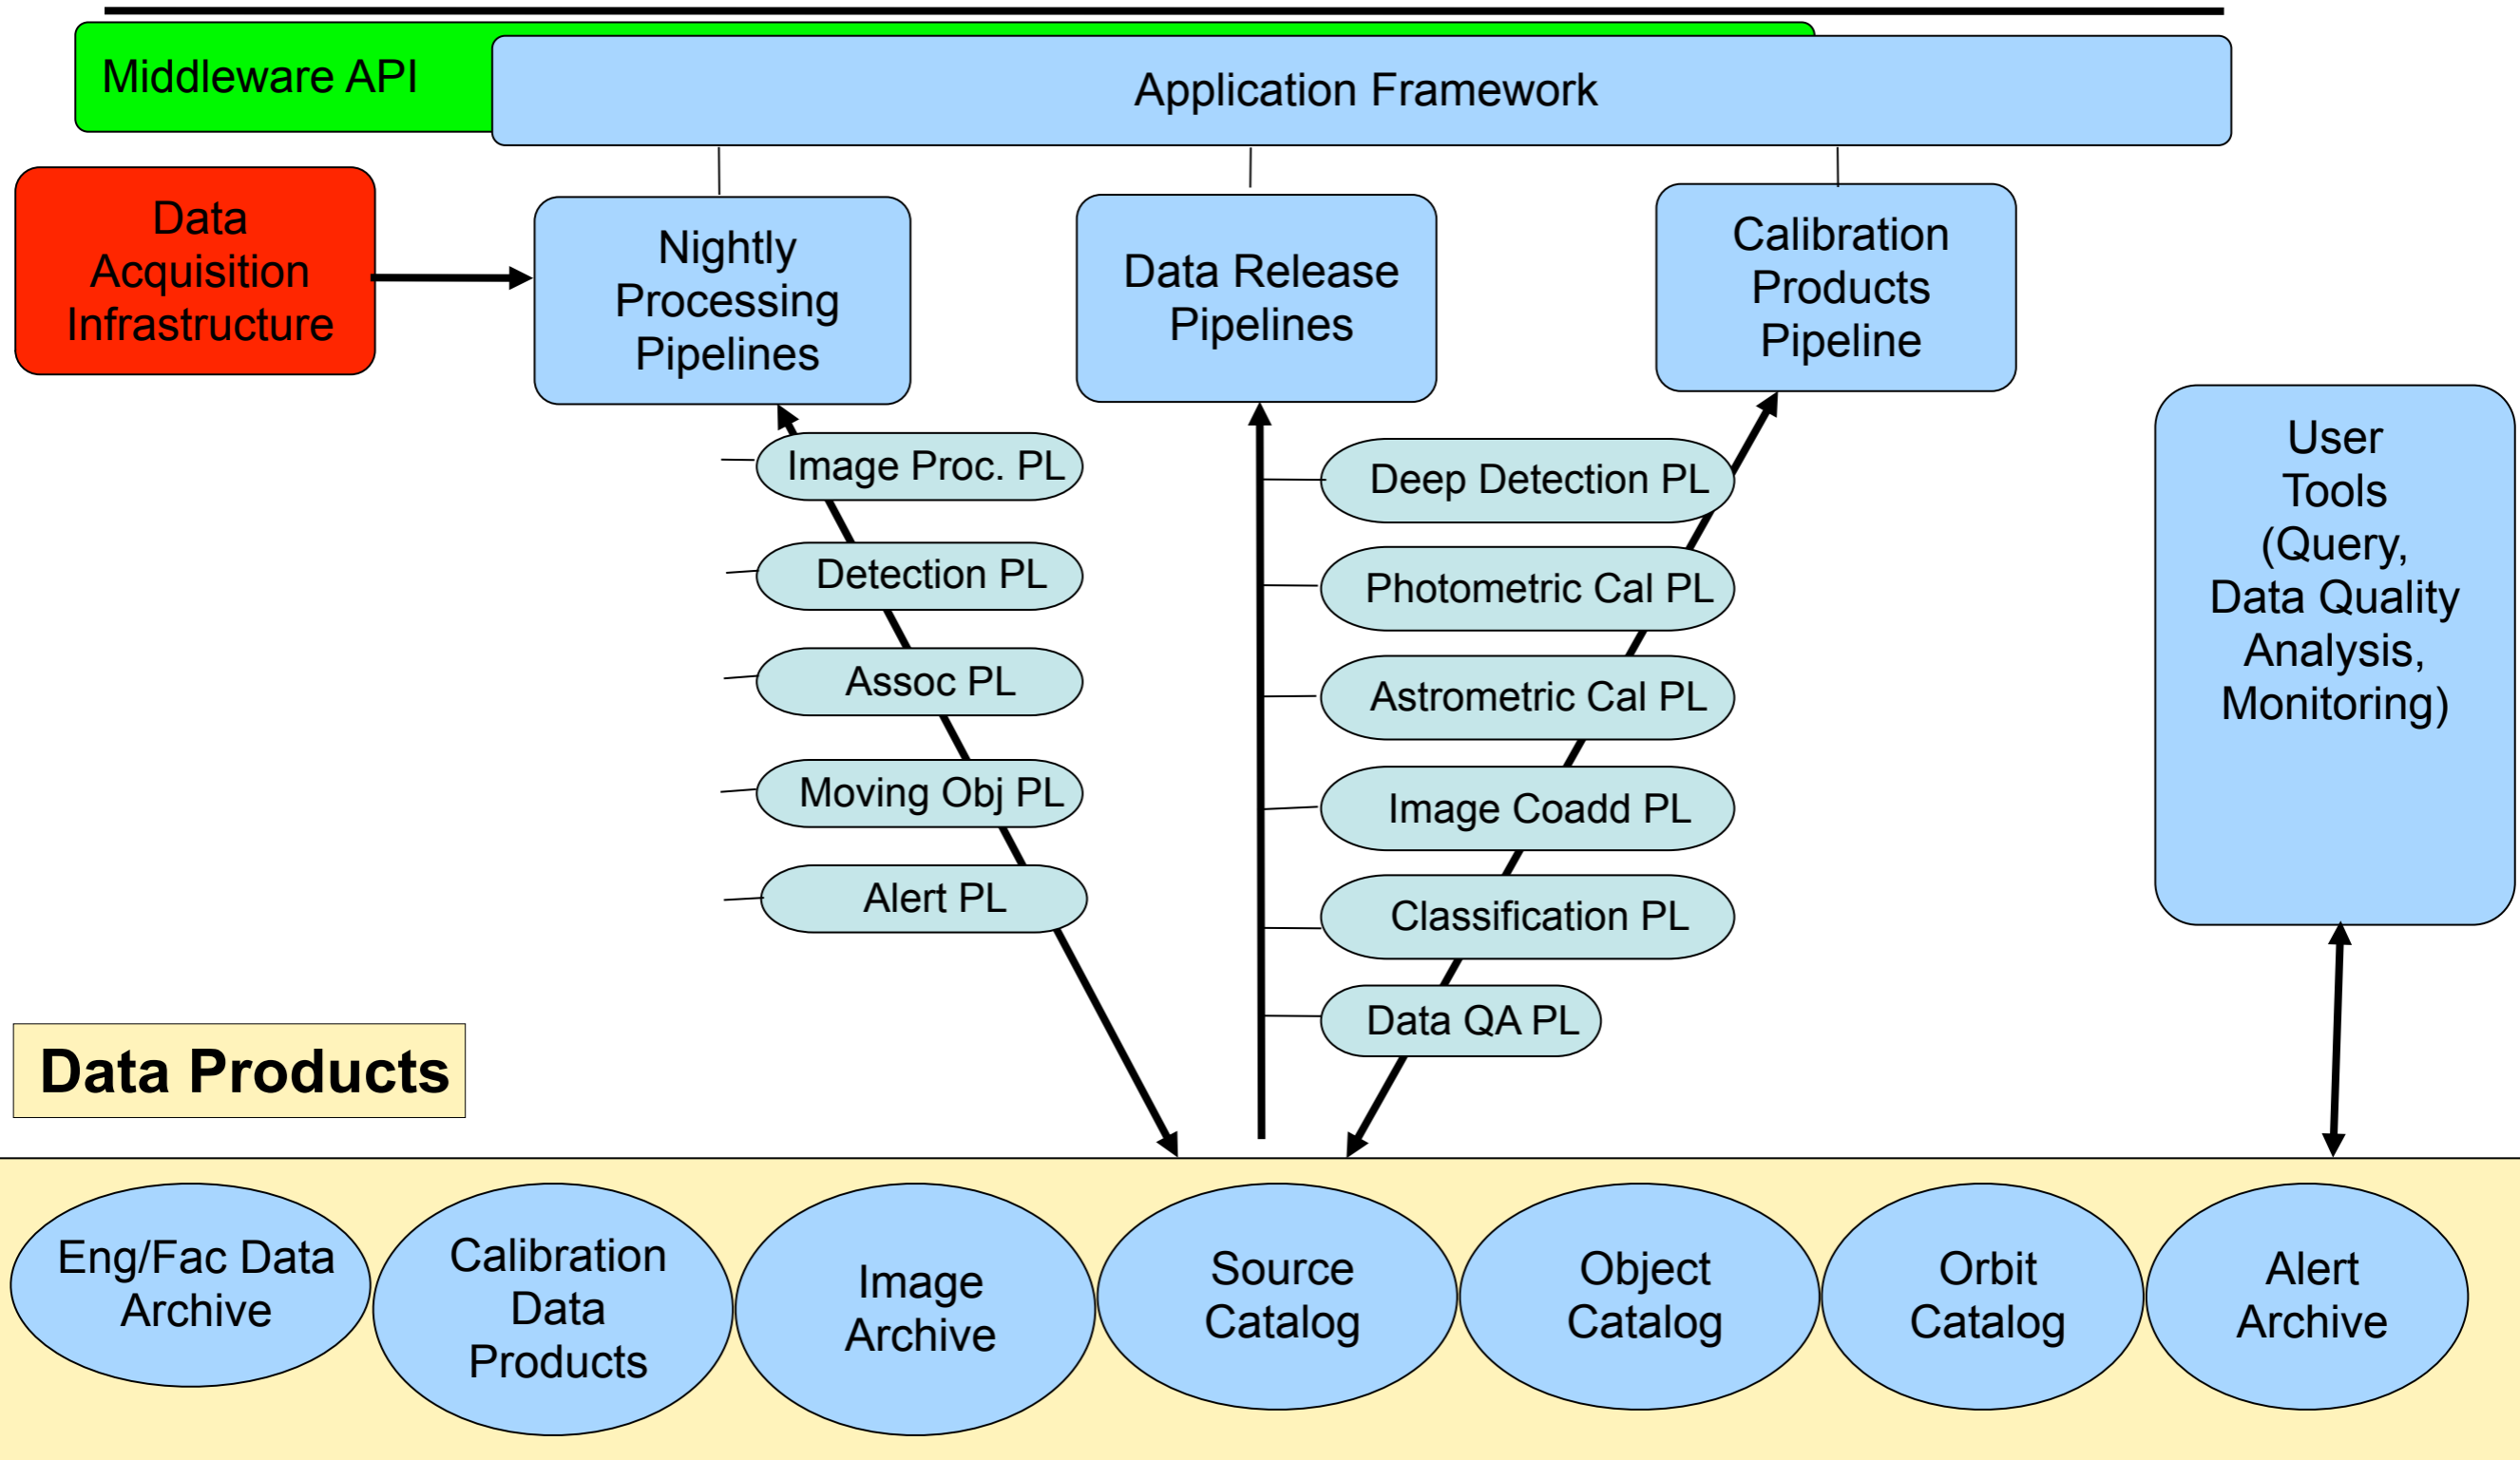 Middleware API
Application Framework
Data
Acquisition
Infrastructure
Nightly
Processing
Pipelines
Data Release
Pipelines
Calibration
Products
Pipeline
User
Tools
(Query,
Data Quality
Analysis,
Monitoring)
Image Proc. PL
Detection PL
Assoc PL
Moving Obj PL
Alert PL
Deep Detection PL
Photometric Cal PL
Astrometric Cal PL
Image Coadd PL
Classification PL
Data QA PL
Data Products
Eng/Fac Data
Archive
Calibration
Data
Products
Image
Archive
Source
Catalog
Object
Catalog
Orbit
Catalog
Alert
Archive